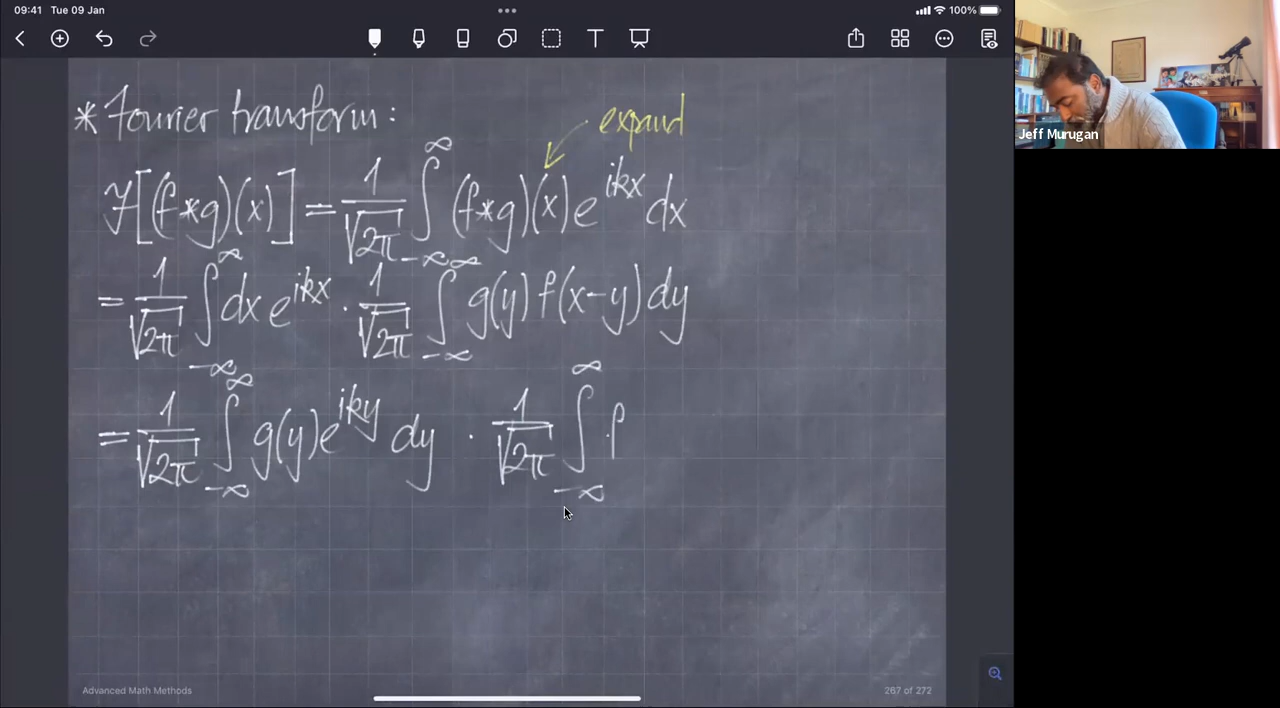 09:41 Tue 09 Jan 100%
* Fourier transform:
expand
ℱ[(f*g)(x)] = 1/√2π ∫_{-∞}^{∞} (f*g)(x) e^{ikx} dx
= 1/√2π ∫_{-∞}^{∞} dx e^{ikx} · 1/√2π ∫_{-∞}^{∞} g(y) f(x-y) dy
= 1/√2π ∫_{-∞}^{∞} g(y) e^{iky} dy · 1/√2π ∫_{-∞}^{∞} f
Advanced Math Methods
267 of 272
Jeff Murugan